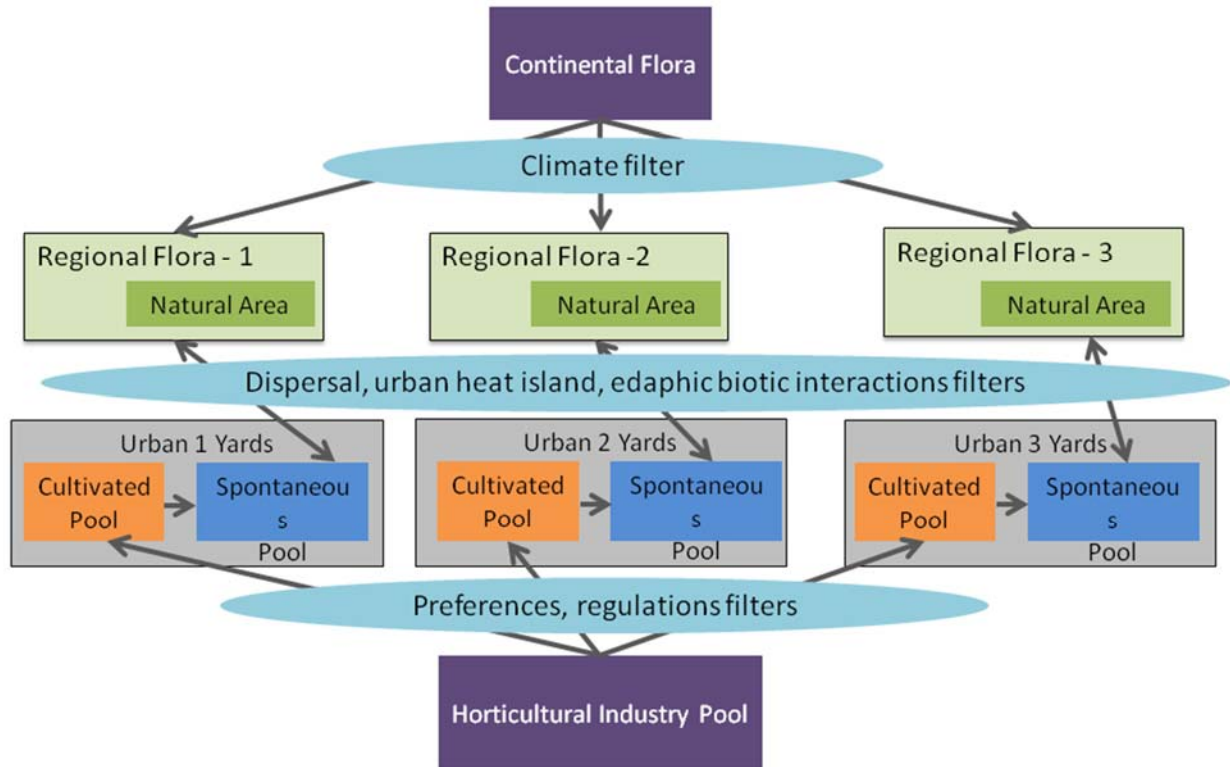 Continental Flora
Climate filter
Regional Flora - 1
Natural Area
Regional Flora -2
Natural Area
Regional Flora - 3
Natural Area
Dispersal, urban heat island, edaphic biotic interactions filters
Urban 1 Yards
Cultivated
Pool
Spontaneou
s
Pool
Urban 2 Yards
Cultivated
Pool
Spontaneou
s
Pool
Urban 3 Yards
Cultivated
Pool
Spontaneou
s
Pool
Preferences, regulations filters
Horticultural Industry Pool